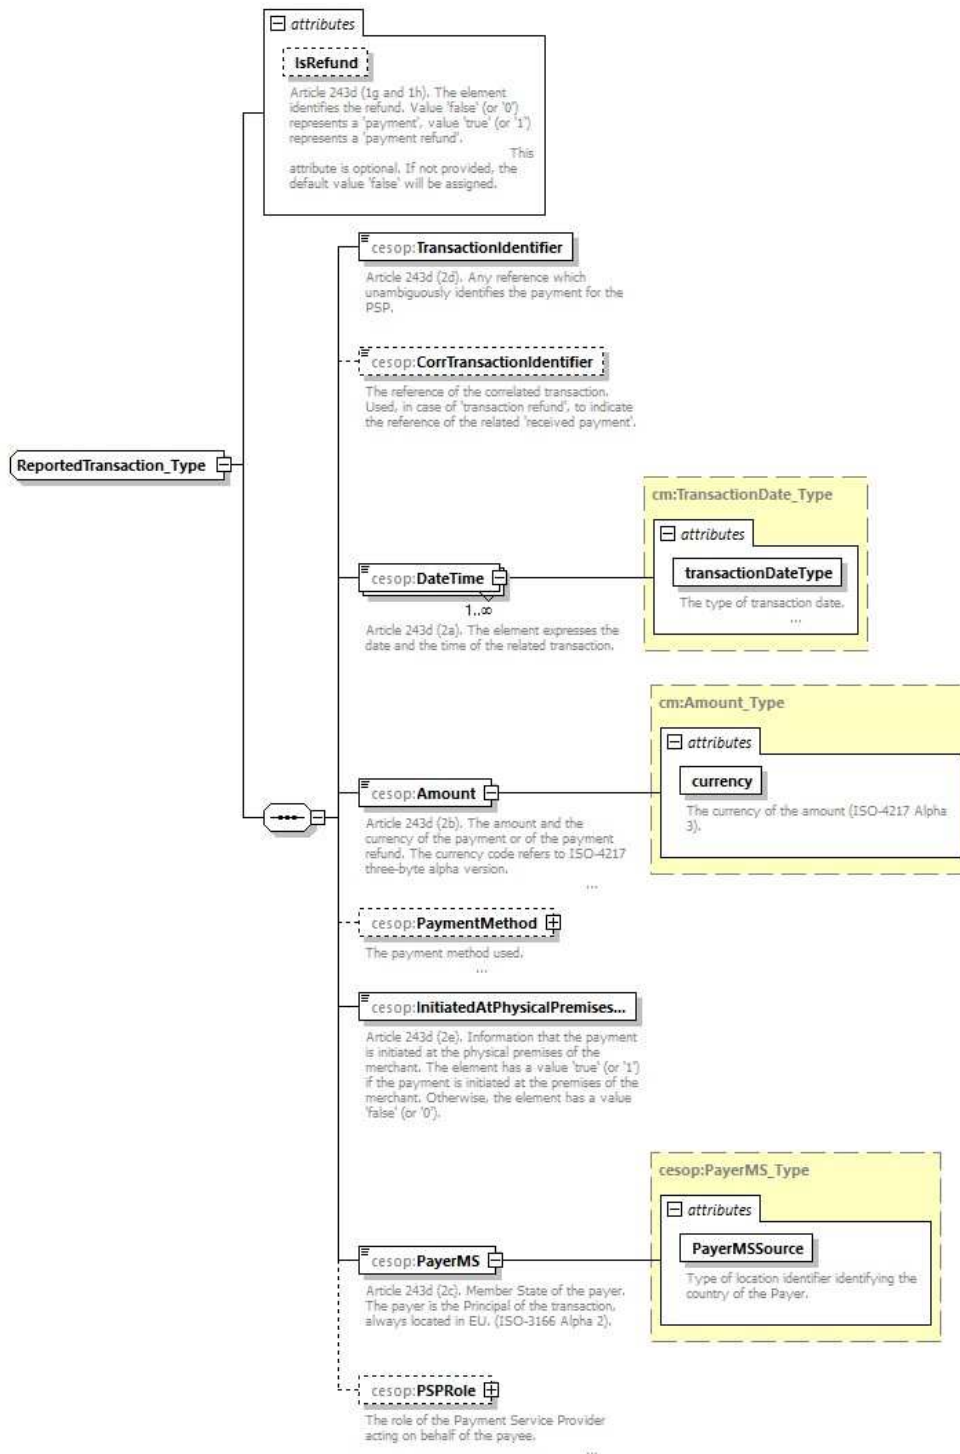 attributes
IsRefund
Article 243d (1g and 1h). The element
identifies the refund. Value 'false' (or '0')
represents a 'payment', value 'true' (or '1')
represents a 'payment refund'.
This
attribute is optional. If not provided, the
default value 'false' will be assigned.
cesop:TransactionIdentifier
Article 243d (2d). Any reference which
unambiguously identifies the payment for the
PSP.
cesop:CorrTransactionIdentifier
The reference of the correlated transaction.
Used, in case of 'transaction refund', to indicate
the reference of the related 'received payment'.
ReportedTransaction_Type
cm:TransactionDate_Type
attributes
cesop:DateTime
transactionDateType
1..∞
The type of transaction date.
...
Article 243d (2a). The element expresses the
date and the time of the related transaction.
cm:Amount_Type
attributes
currency
cesop:Amount
The currency of the amount (ISO-4217 Alpha
3).
Article 243d (2b). The amount and the
currency of the payment or of the payment
refund. The currency code refers to ISO-4217
three-byte alpha version.
...
cesop:PaymentMethod
The payment method used.
...
cesop:InitiatedAtPhysicalPremises...
Article 243d (2e). Information that the payment
is initiated at the physical premises of the
merchant. The element has a value 'true' (or '1')
if the payment is initiated at the premises of the
merchant. Otherwise, the element has a value
'false' (or '0').
cesop:PayerMS_Type
attributes
PayerMSSource
cesop:PayerMS
Type of location identifier identifying the
country of the Payer.
Article 243d (2c). Member State of the payer.
The payer is the Principal of the transaction,
always located in EU. (ISO-3166 Alpha 2).
cesop:PSPRole
The role of the Payment Service Provider
acting on behalf of the payee.
...